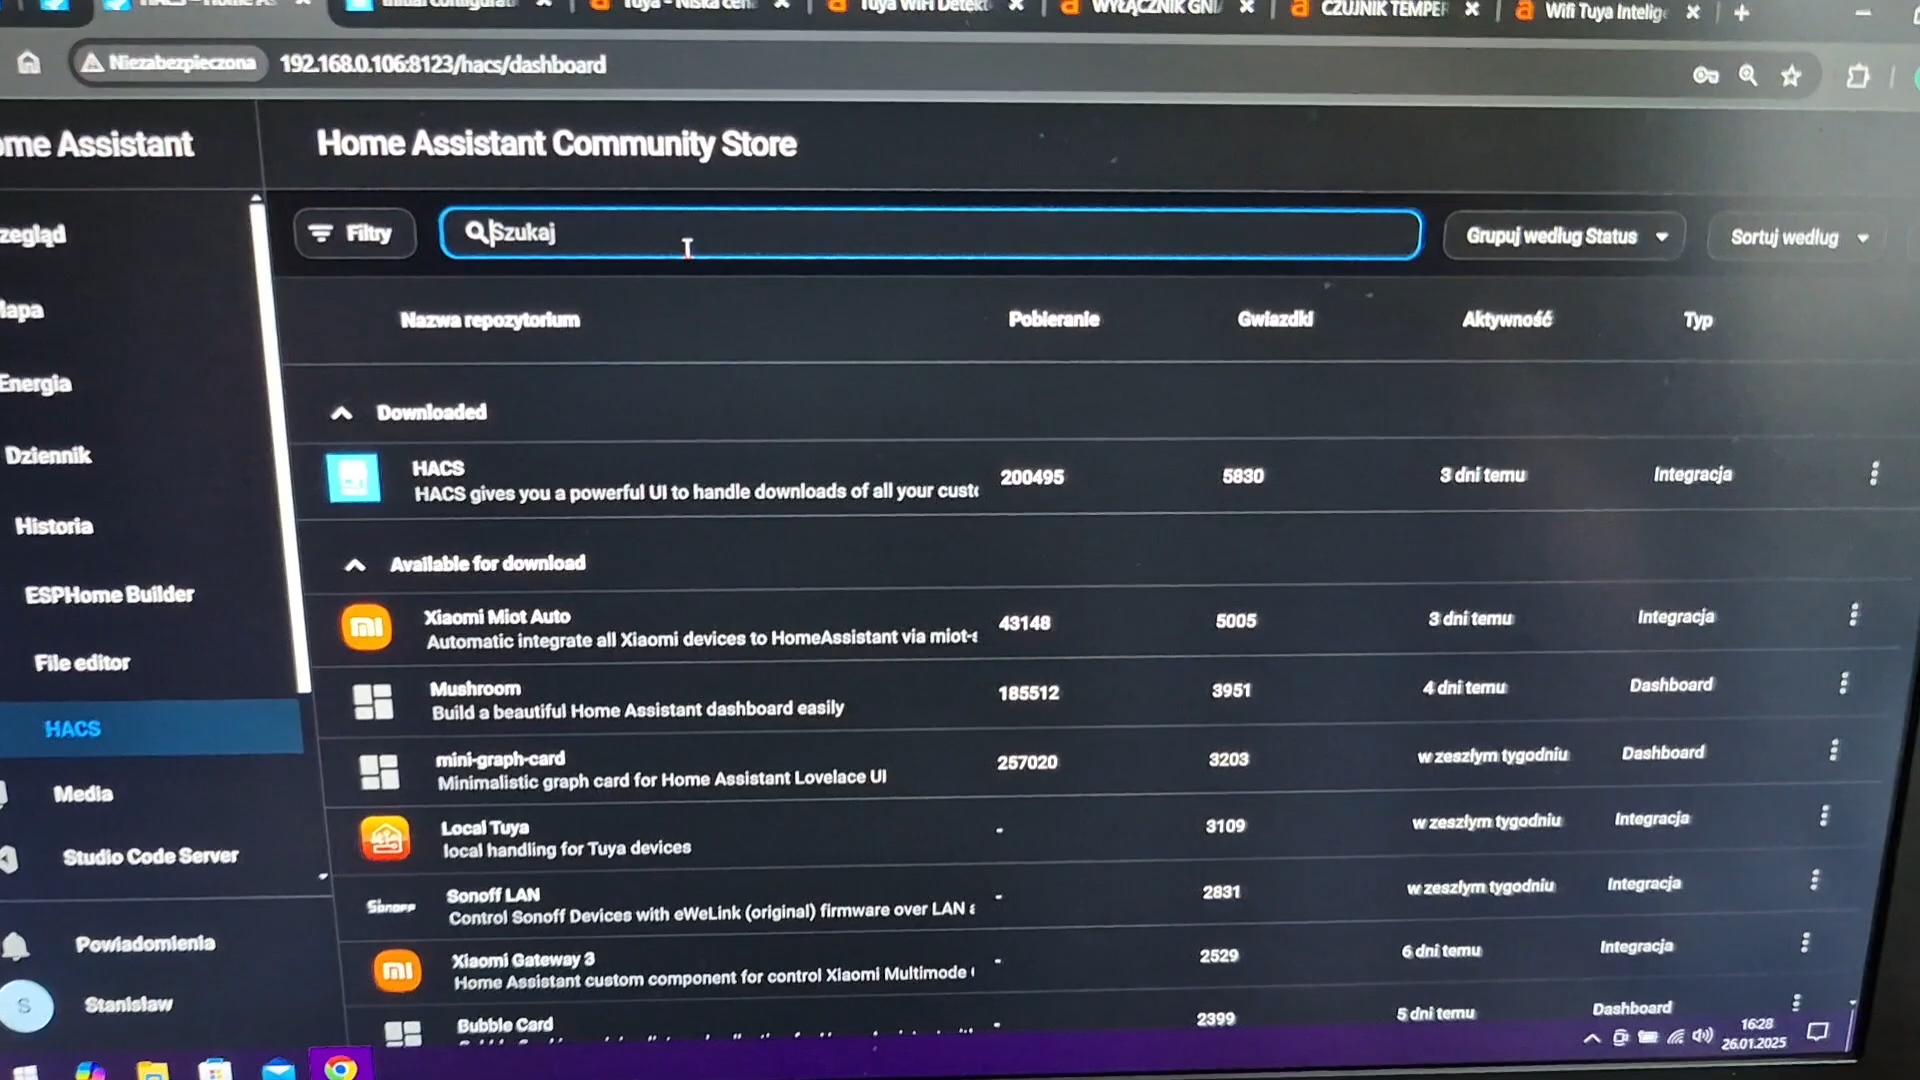 Tuya - Niska cen
Tuya WiFi Detekt
WYŁĄCZNIK GNI
CZUJNIK TEMPER
Wifi Tuya Intelig
Niezabezpieczona
192.168.0.106:8123/hacs/dashboard
ome Assistant
Home Assistant Community Store
Filtry
Szukaj
Grupuj według Status
Sortuj według
zegląd
apa
Energia
Dziennik
Historia
ESPHome Builder
File editor
HACS
Media
Studio Code Server
Powiadomienia
S
Stanisław
Nazwa repozytorium
Pobieranie
Gwiazdki
Aktywność
Typ
Downloaded
HACS
HACS gives you a powerful UI to handle downloads of all your cust
200495
5830
3 dni temu
Integracja
Available for download
Xiaomi Miot Auto
Automatic integrate all Xiaomi devices to HomeAssistant via miot-s
43148
5005
3 dni temu
Integracja
Mushroom
Build a beautiful Home Assistant dashboard easily
185512
3951
4 dni temu
Dashboard
mini-graph-card
Minimalistic graph card for Home Assistant Lovelace UI
257020
3203
w zeszłym tygodniu
Dashboard
Local Tuya
local handling for Tuya devices
-
3109
w zeszłym tygodniu
Integracja
SONOFF
Sonoff LAN
Control Sonoff Devices with eWeLink (original) firmware over LAN a
-
2831
w zeszłym tygodniu
Integracja
Xiaomi Gateway 3
Home Assistant custom component for control Xiaomi Multimode
-
2529
6 dni temu
Integracja
Bubble Card
-
2399
5 dni temu
Dashboard
16:28
26.01.2025